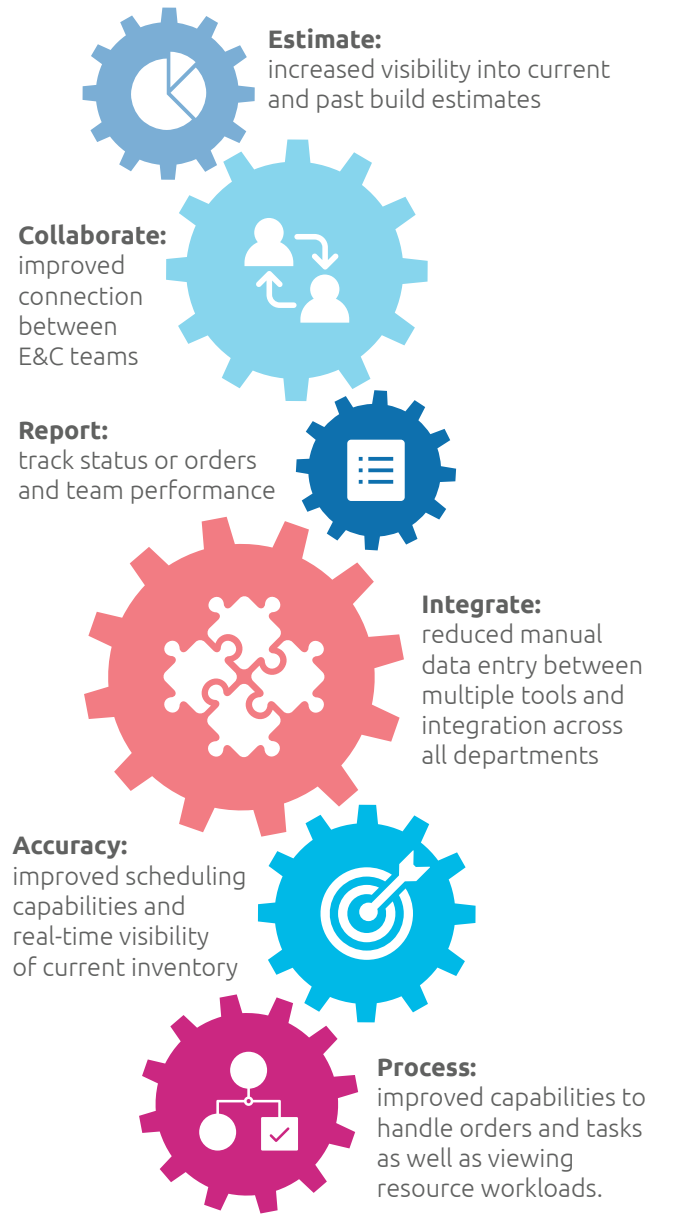 Estimate:
increased visibility into current
and past build estimates
Collaborate:
improved
connection
between
E&C teams
Report:
track status or orders
and team performance
Integrate:
reduced manual
data entry between
multiple tools and
integration across
all departments
Accuracy:
improved scheduling
capabilities and
real-time visibility
of current inventory
Process:
improved capabilities to
handle orders and tasks
as well as viewing
resource workloads.